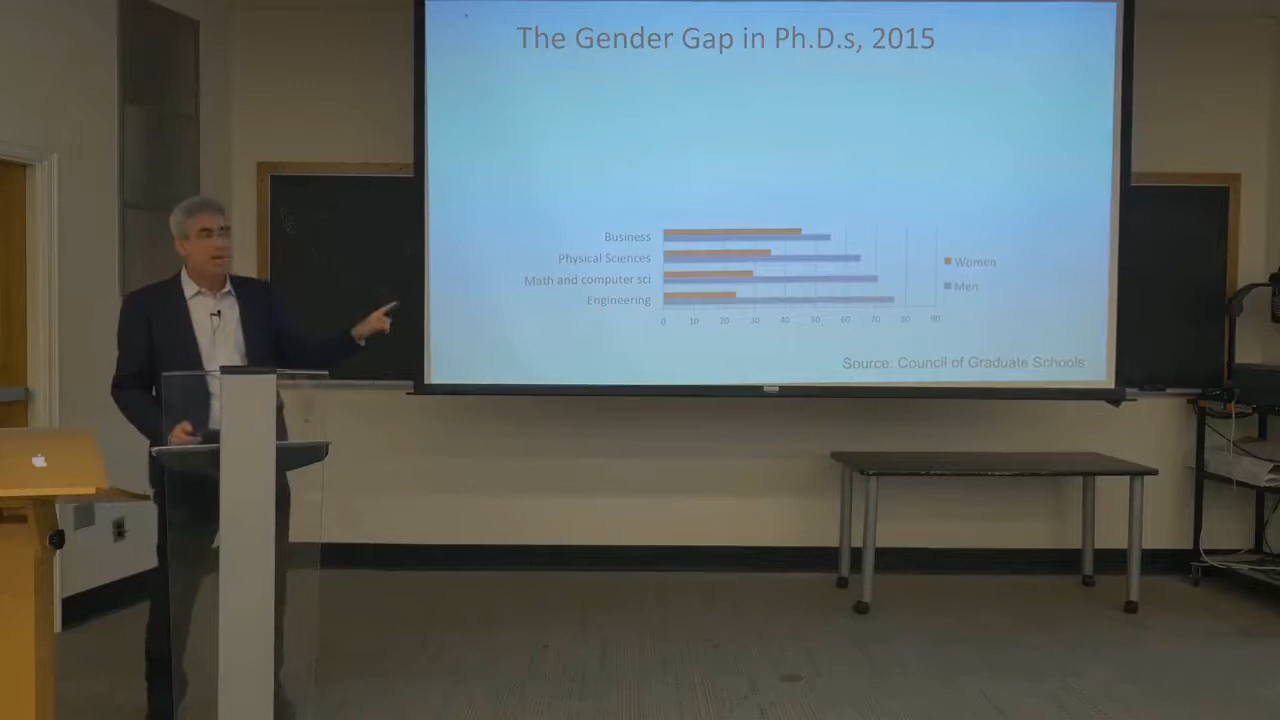 The Gender Gap in Ph.D.s, 2015
Business
Physical Sciences
Math and computer sci
Engineering
0 10 20 30 40 50 60 70 80 90
Women
Men
Source: Council of Graduate Schools